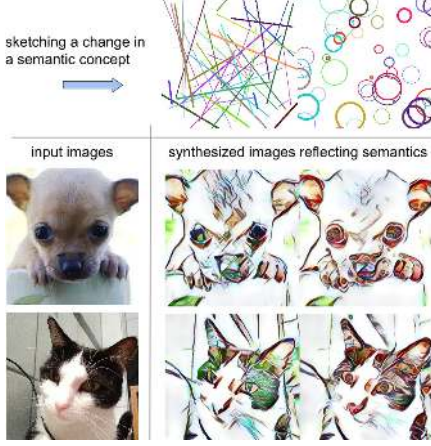 sketching a change in
a semantic concept
input images
synthesized images reflecting semantics